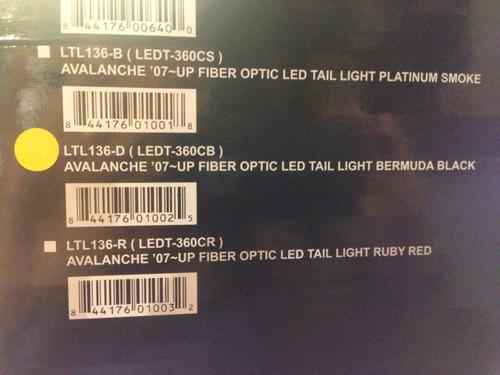 8 44176 00640 0
LTL136-B ( LEDT-360CS )
AVALANCHE '07~UP FIBER OPTIC LED TAIL LIGHT PLATINUM SMOKE
8 44176 01001 8
LTL136-D ( LEDT-360CB )
AVALANCHE '07~UP FIBER OPTIC LED TAIL LIGHT BERMUDA BLACK
8 44176 01002 5
LTL136-R ( LEDT-360CR )
AVALANCHE '07~UP FIBER OPTIC LED TAIL LIGHT RUBY RED
8 44176 01003 2